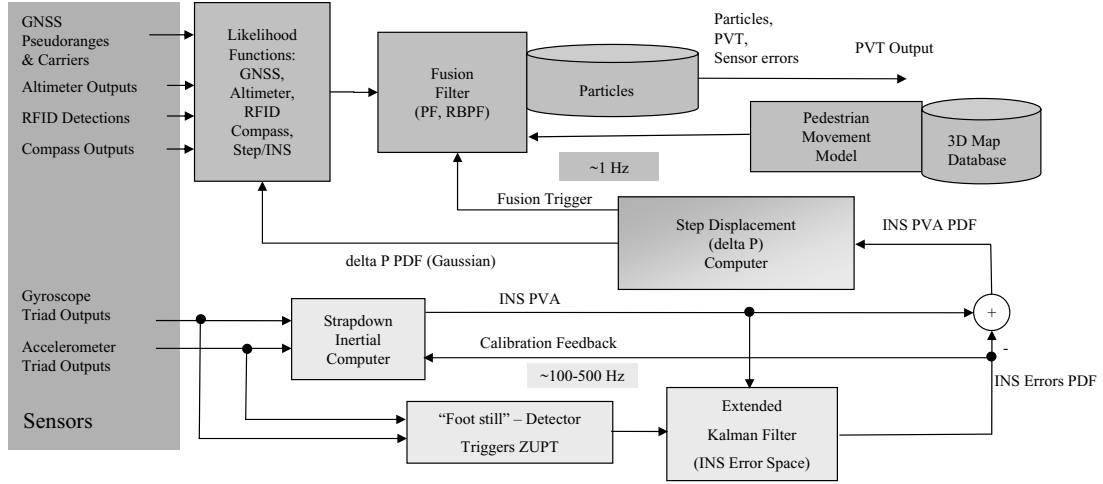 GNSS
Pseudoranges
& Carriers
Altimeter Outputs
RFID Detections
Compass Outputs
Likelihood
Functions:
GNSS,
Altimeter,
RFID
Compass,
Step/INS
Fusion
Filter
(PF, RBPF)
Particles
Particles,
PVT,
Sensor errors
PVT Output
Pedestrian
Movement
Model
3D Map
Database
~1 Hz
Fusion Trigger
Step Displacement
(delta P)
Computer
INS PVA PDF
delta P PDF (Gaussian)
Gyroscope
Triad Outputs
Accelerometer
Triad Outputs
Strapdown
Inertial
Computer
INS PVA
+
-
Calibration Feedback
~100-500 Hz
INS Errors PDF
Sensors
“Foot still” – Detector
Triggers ZUPT
Extended
Kalman Filter
(INS Error Space)